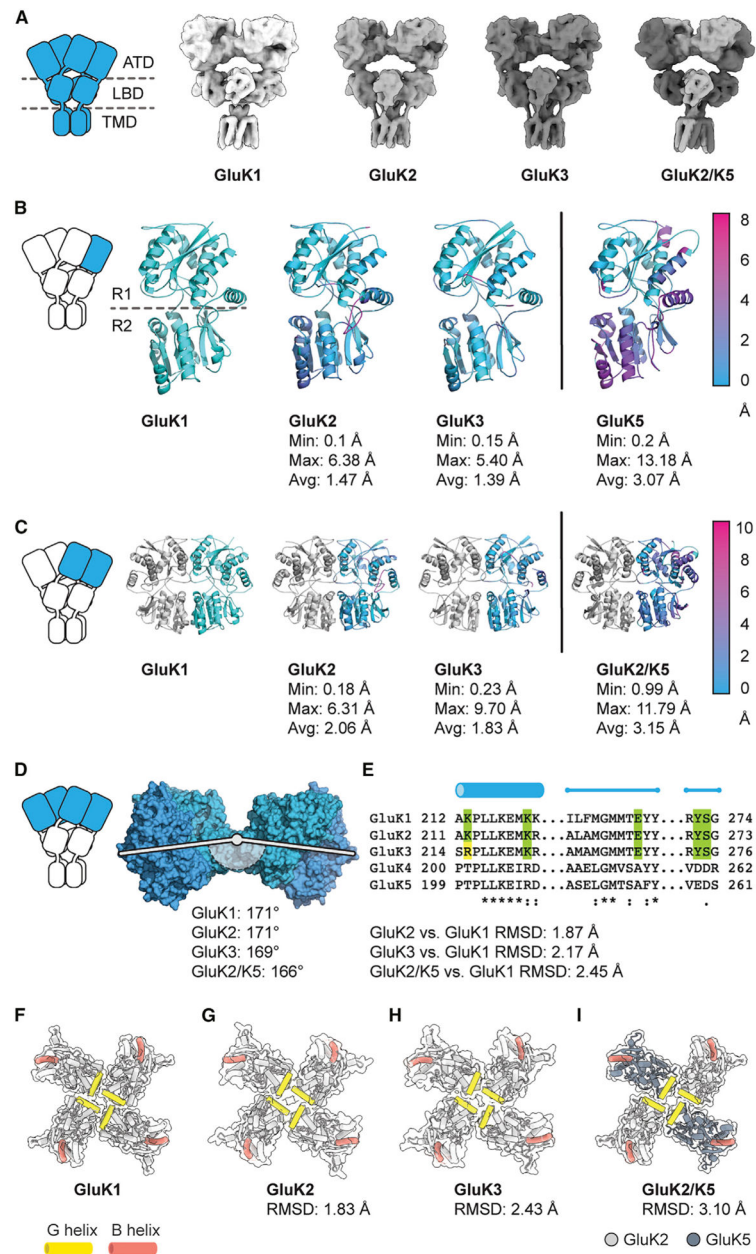 A
ATD
LBD
TMD
GluK1
GluK2
GluK3
GluK2/K5
B
R1
R2
GluK1
GluK2
Min: 0.1 Å
Max: 6.38 Å
Avg: 1.47 Å
GluK3
Min: 0.15 Å
Max: 5.40 Å
Avg: 1.39 Å
GluK5
Min: 0.2 Å
Max: 13.18 Å
Avg: 3.07 Å
8
6
4
2
0
Å
C
GluK1
GluK2
Min: 0.18 Å
Max: 6.31 Å
Avg: 2.06 Å
GluK3
Min: 0.23 Å
Max: 9.70 Å
Avg: 1.83 Å
GluK2/K5
Min: 0.99 Å
Max: 11.79 Å
Avg: 3.15 Å
10
8
6
4
2
0
Å
D
GluK1: 171°
GluK2: 171°
GluK3: 169°
GluK2/K5: 166°
E
GluK1 212 AKPLLKEMKK...ILFMGMMTEYY...RYSG 274
GluK2 211 AKPLLKEMKK...ALFMGMMTEYY...RYSG 273
GluK3 214 SRPLLKEMKK...AMAMGMMTEYY...RYSG 276
GluK4 200 PTPLLKEIRD...AAELGMVSAYY...VDDR 262
GluK5 199 PTPLLKEIRD...ASELGMTSAFY...VEDS 261
*****:: :** : :* .
GluK2 vs. GluK1 RMSD: 1.87 Å
GluK3 vs. GluK1 RMSD: 2.17 Å
GluK2/K5 vs. GluK1 RMSD: 2.45 Å
F
GluK1
G
GluK2
RMSD: 1.83 Å
H
GluK3
RMSD: 2.43 Å
I
GluK2/K5
RMSD: 3.10 Å
G helix
B helix
GluK2
GluK5